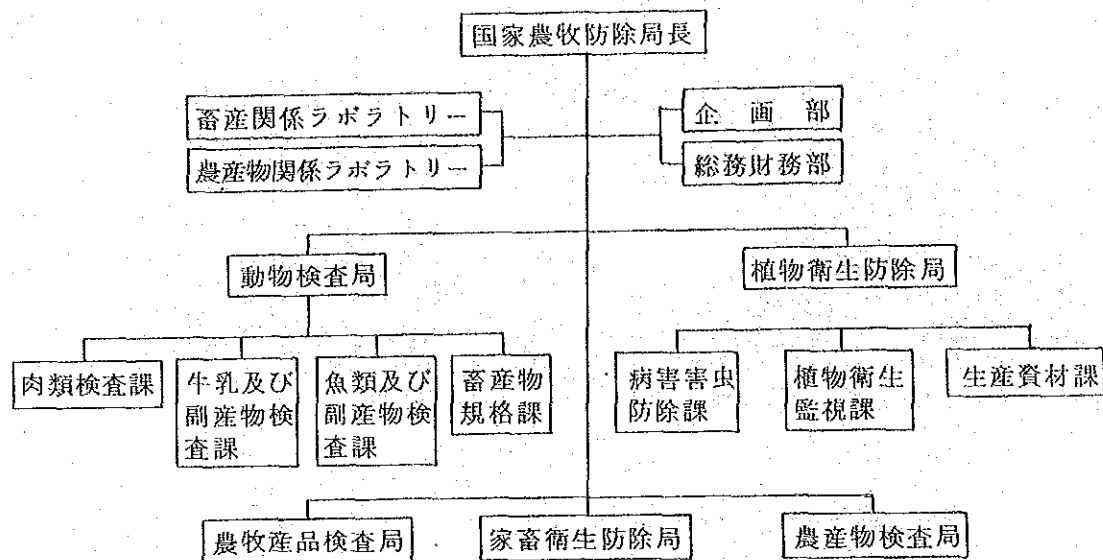 国家農牧防除局長
畜産関係ラボラトリー
企画部
農産物関係ラボラトリー
総務財務部
動物検査局
植物衛生防除局
肉類検査課
牛乳及び
副産物検
査課
魚類及び
副産物検
査課
畜産物
規格課
病害害虫
防除課
植物衛生
監視課
生産資材課
農牧産品検査局
家畜衛生防除局
農産物検査局